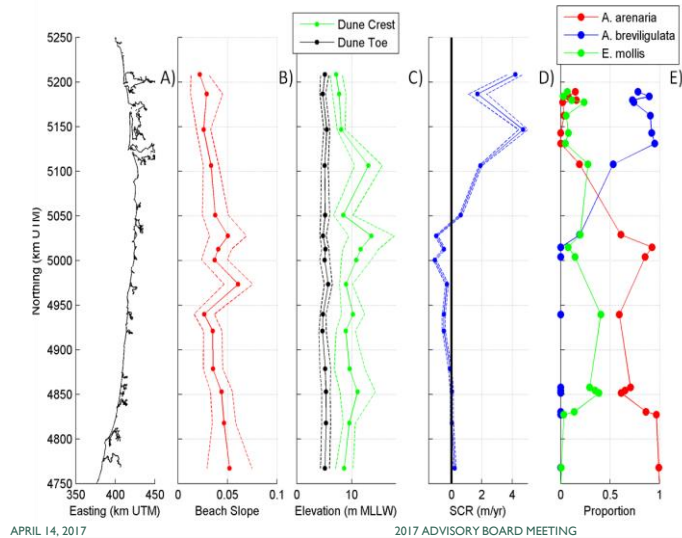 Dune Crest
Dune Toe
A. arenaria
A. breviligulata
E. mollis
A)
B)
C)
D)
E)
Northing (km UTM)
5250
5200
5150
5100
5050
5000
4950
4900
4850
4800
4750
350 400 450
0 0.05 0.1
0 10
0 2 4
0 0.5 1
Easting (km UTM)
Beach Slope
Elevation (m MLLW)
SCR (m/yr)
Proportion
APRIL 14, 2017
2017 ADVISORY BOARD MEETING